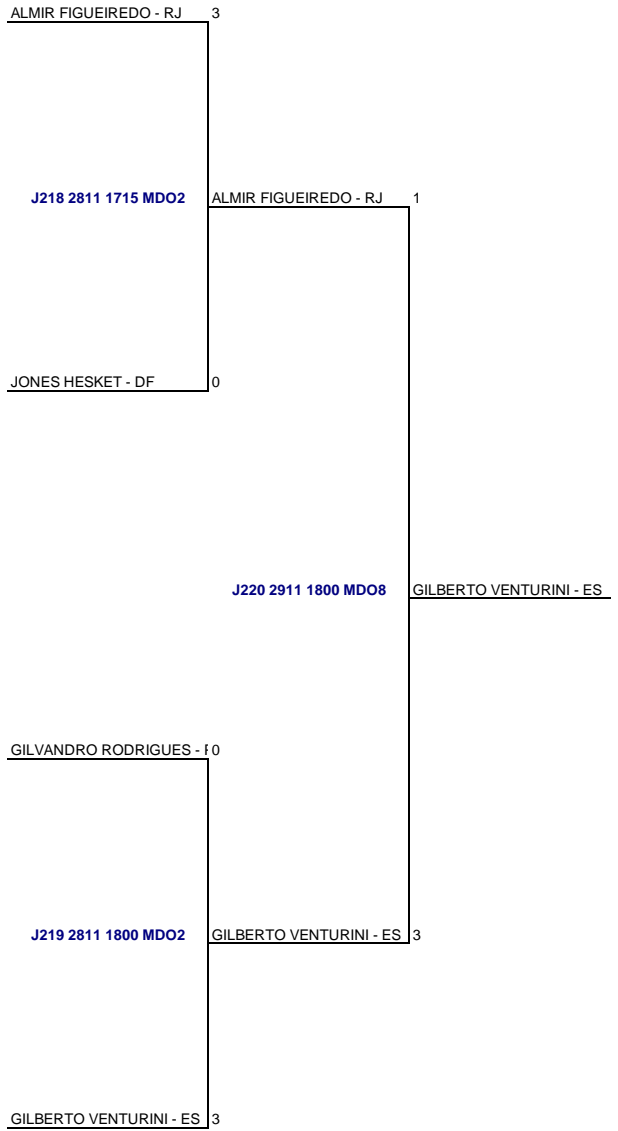 ALMIR FIGUEIREDO - RJ 3
J218 2811 1715 MDO2 ALMIR FIGUEIREDO - RJ 1
JONES HESKET - DF 0
J220 2911 1800 MDO8 GILBERTO VENTURINI - ES
GILVANDRO RODRIGUES - 0
J219 2811 1800 MDO2 GILBERTO VENTURINI - ES 3
GILBERTO VENTURINI - ES 3